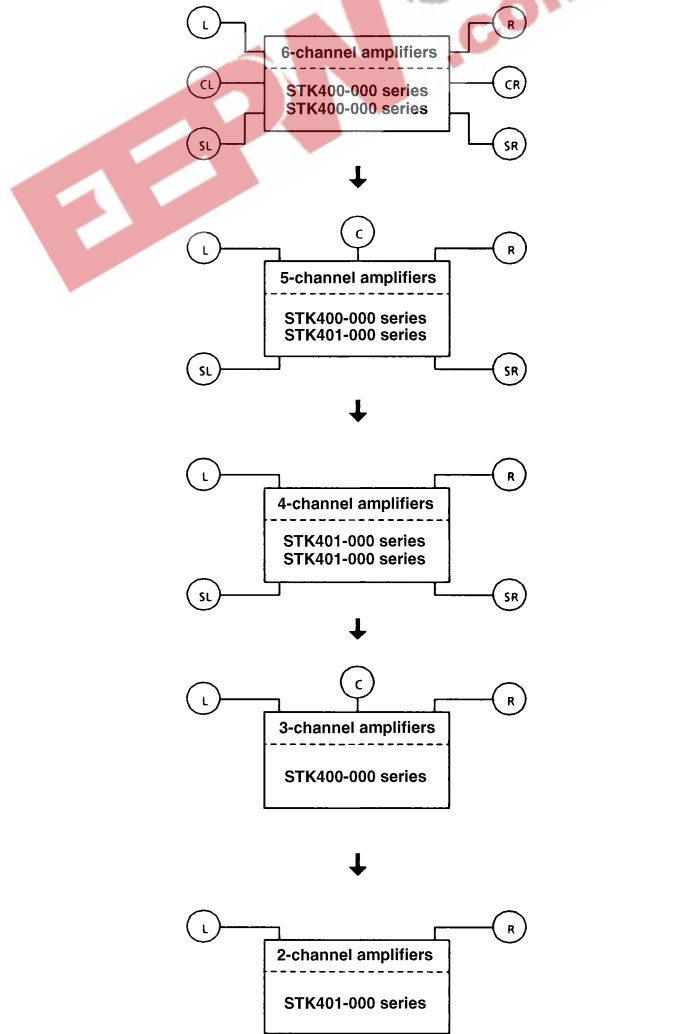 L
R
6-channel amplifiers
CL
STK400-000 series
CR
STK400-000 series
SL
SR
EEPW.com
C
L
R
5-channel amplifiers
STK400-000 series
STK401-000 series
SL
SR
L
R
4-channel amplifiers
STK401-000 series
STK401-000 series
SL
SR
C
L
R
3-channel amplifiers
STK400-000 series
L
R
2-channel amplifiers
STK401-000 series